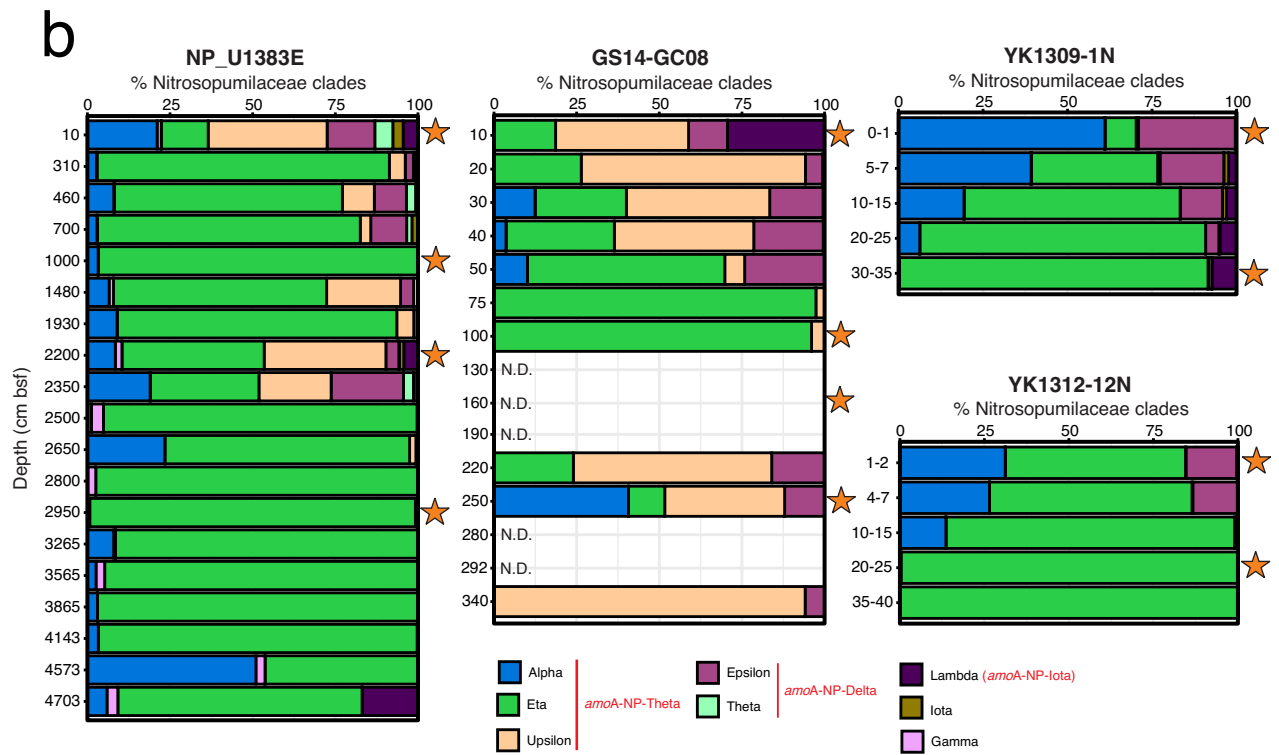 b
NP_U1383E
% Nitrosopumilaceae clades
0 25 50 75 100
Depth (cm bsf)
10
310
460
700
1000
1480
1930
2200
2350
2500
2650
2800
2950
3265
3565
3865
4143
4573
4703
GS14-GC08
% Nitrosopumilaceae clades
0 25 50 75 100
10
20
30
40
50
75
100
130 N.D.
160 N.D.
190 N.D.
220
250
280 N.D.
292 N.D.
340
YK1309-1N
% Nitrosopumilaceae clades
0 25 50 75 100
0-1
5-7
10-15
20-25
30-35
YK1312-12N
% Nitrosopumilaceae clades
0 25 50 75 100
1-2
4-7
10-15
20-25
35-40
Alpha
Eta
Upsilon
amoA-NP-Theta
Epsilon
Theta
amoA-NP-Delta
Lambda (amoA-NP-Iota)
Iota
Gamma